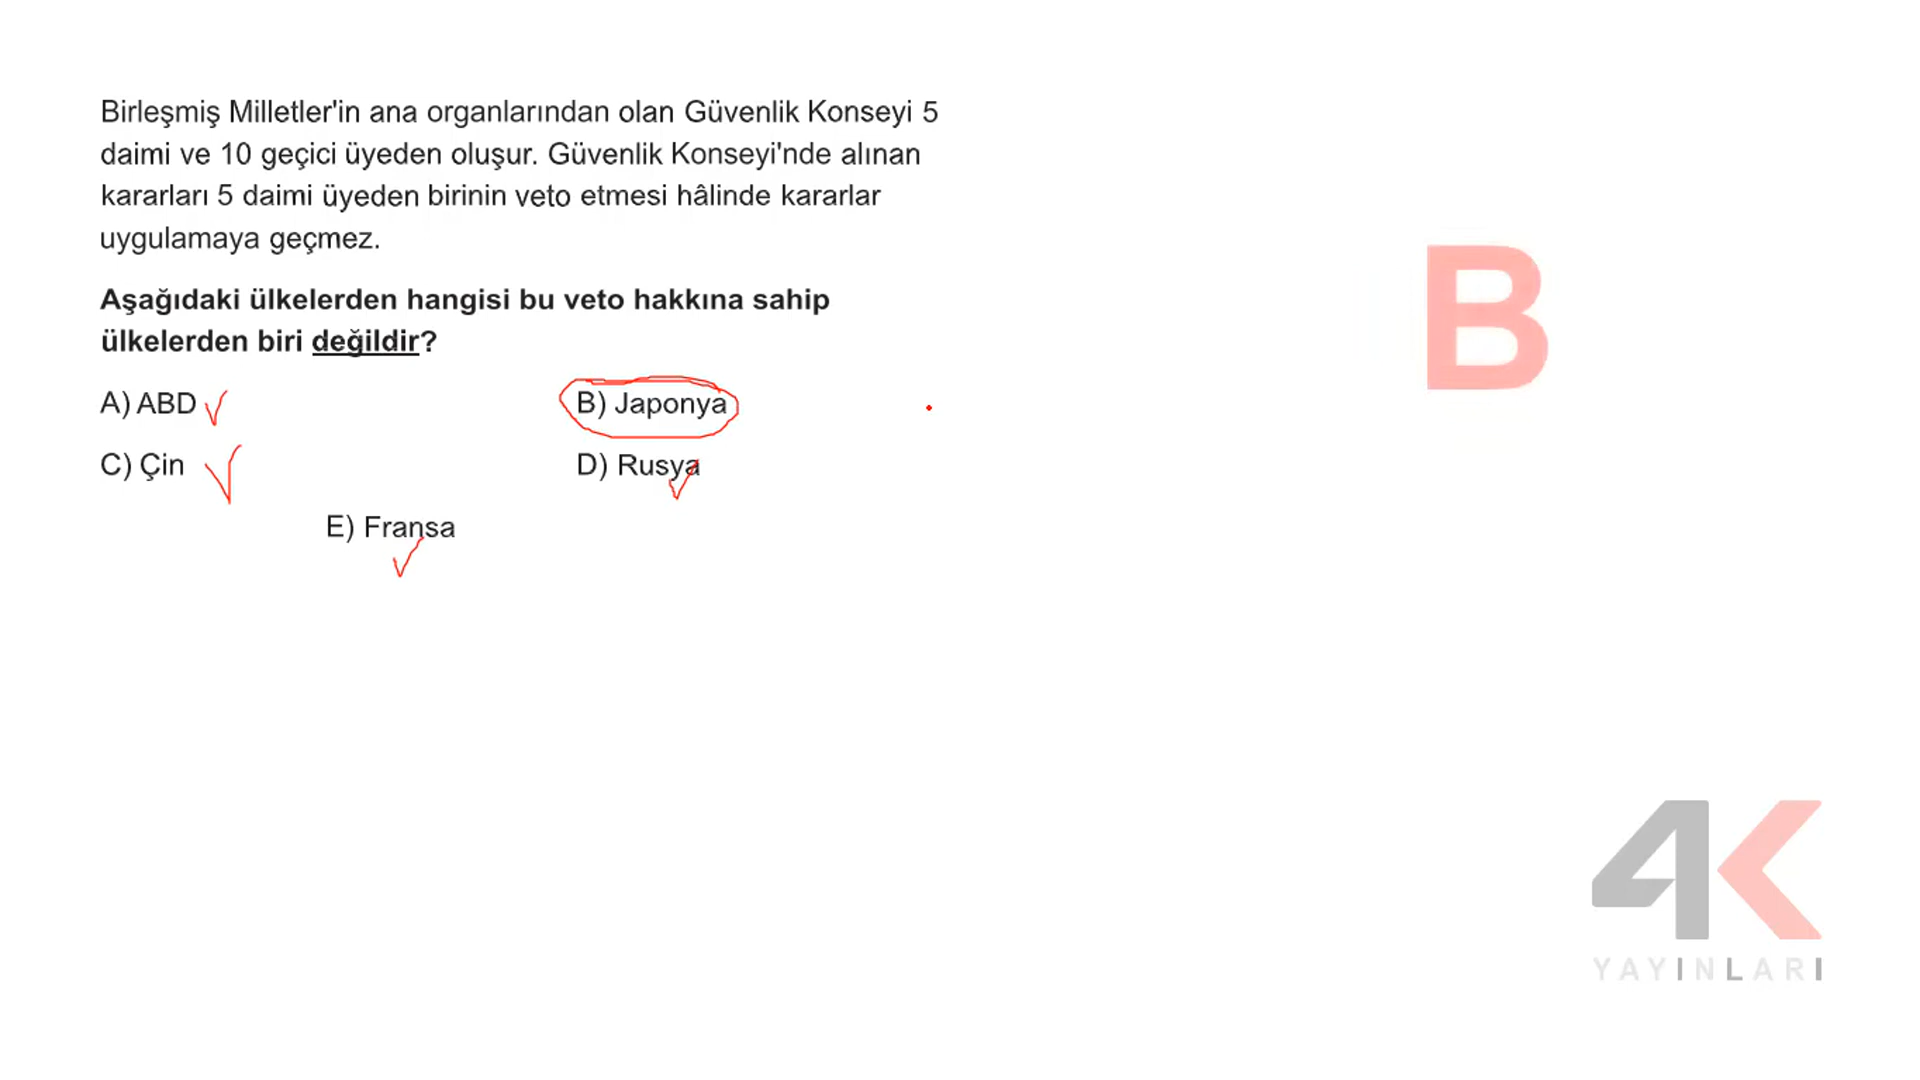 Birleşmiş Milletler'in ana organlarından olan Güvenlik Konseyi 5
daimi ve 10 geçici üyeden oluşur. Güvenlik Konseyi'nde alınan
kararları 5 daimi üyeden birinin veto etmesi hâlinde kararlar
uygulamaya geçmez.
Aşağıdaki ülkelerden hangisi bu veto hakkına sahip
ülkelerden biri değildir?
A) ABD
B) Japonya
C) Çin
D) Rusya
E) Fransa
B
4K
YAYINLARI